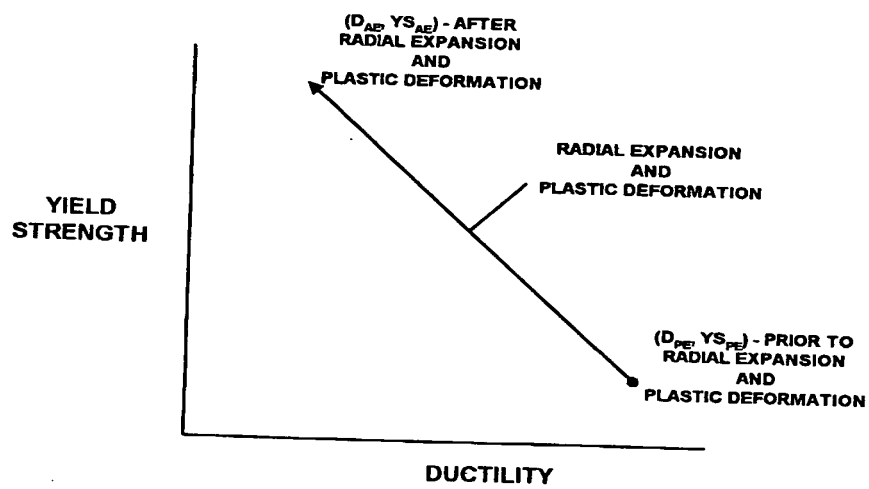 (D_AE, YS_AE) - AFTER
RADIAL EXPANSION
AND
PLASTIC DEFORMATION
RADIAL EXPANSION
AND
PLASTIC DEFORMATION
YIELD
STRENGTH
(D_PE, YS_PE) - PRIOR TO
RADIAL EXPANSION
AND
PLASTIC DEFORMATION
DUCTILITY